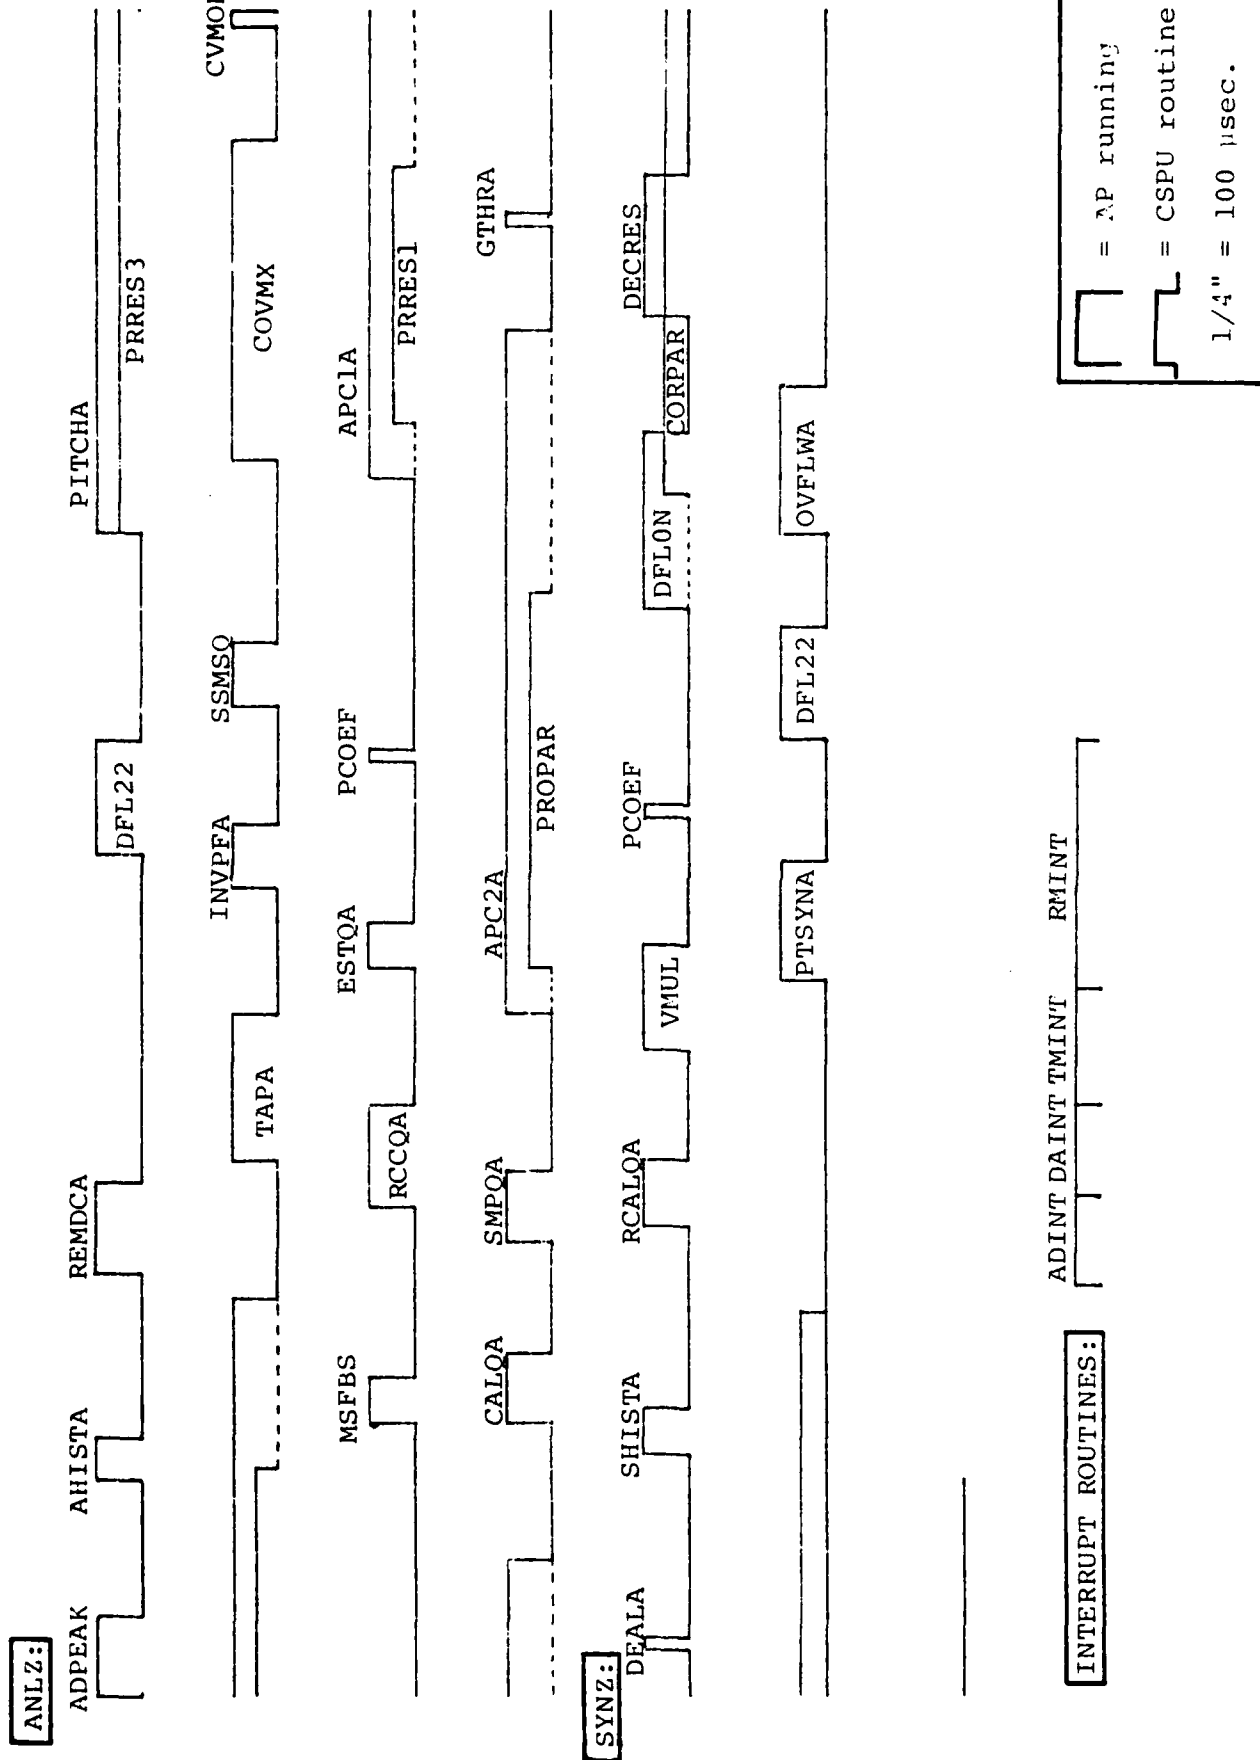 ANLZ:
ADPEAK AHISTA REMDCA DFL22 PITCHA PRRES3
TAPA INVPFA SSMSQ COVMX
MSFBS RCCQA ESTQA PCOEF APC1A PRRES1
CALQA SMPQA APC2A PROPAR GTHRA
SYNZ:
DEALA SHISTA RCALQA VMUL PCOEF DFL0N CORPAR DECRES
PTSYNA DFL22 OVFLWA
INTERRUPT ROUTINES: ADINT DAINT TMINT RMINT
= AP running
= CSPU routine
1/4" = 100 µsec.